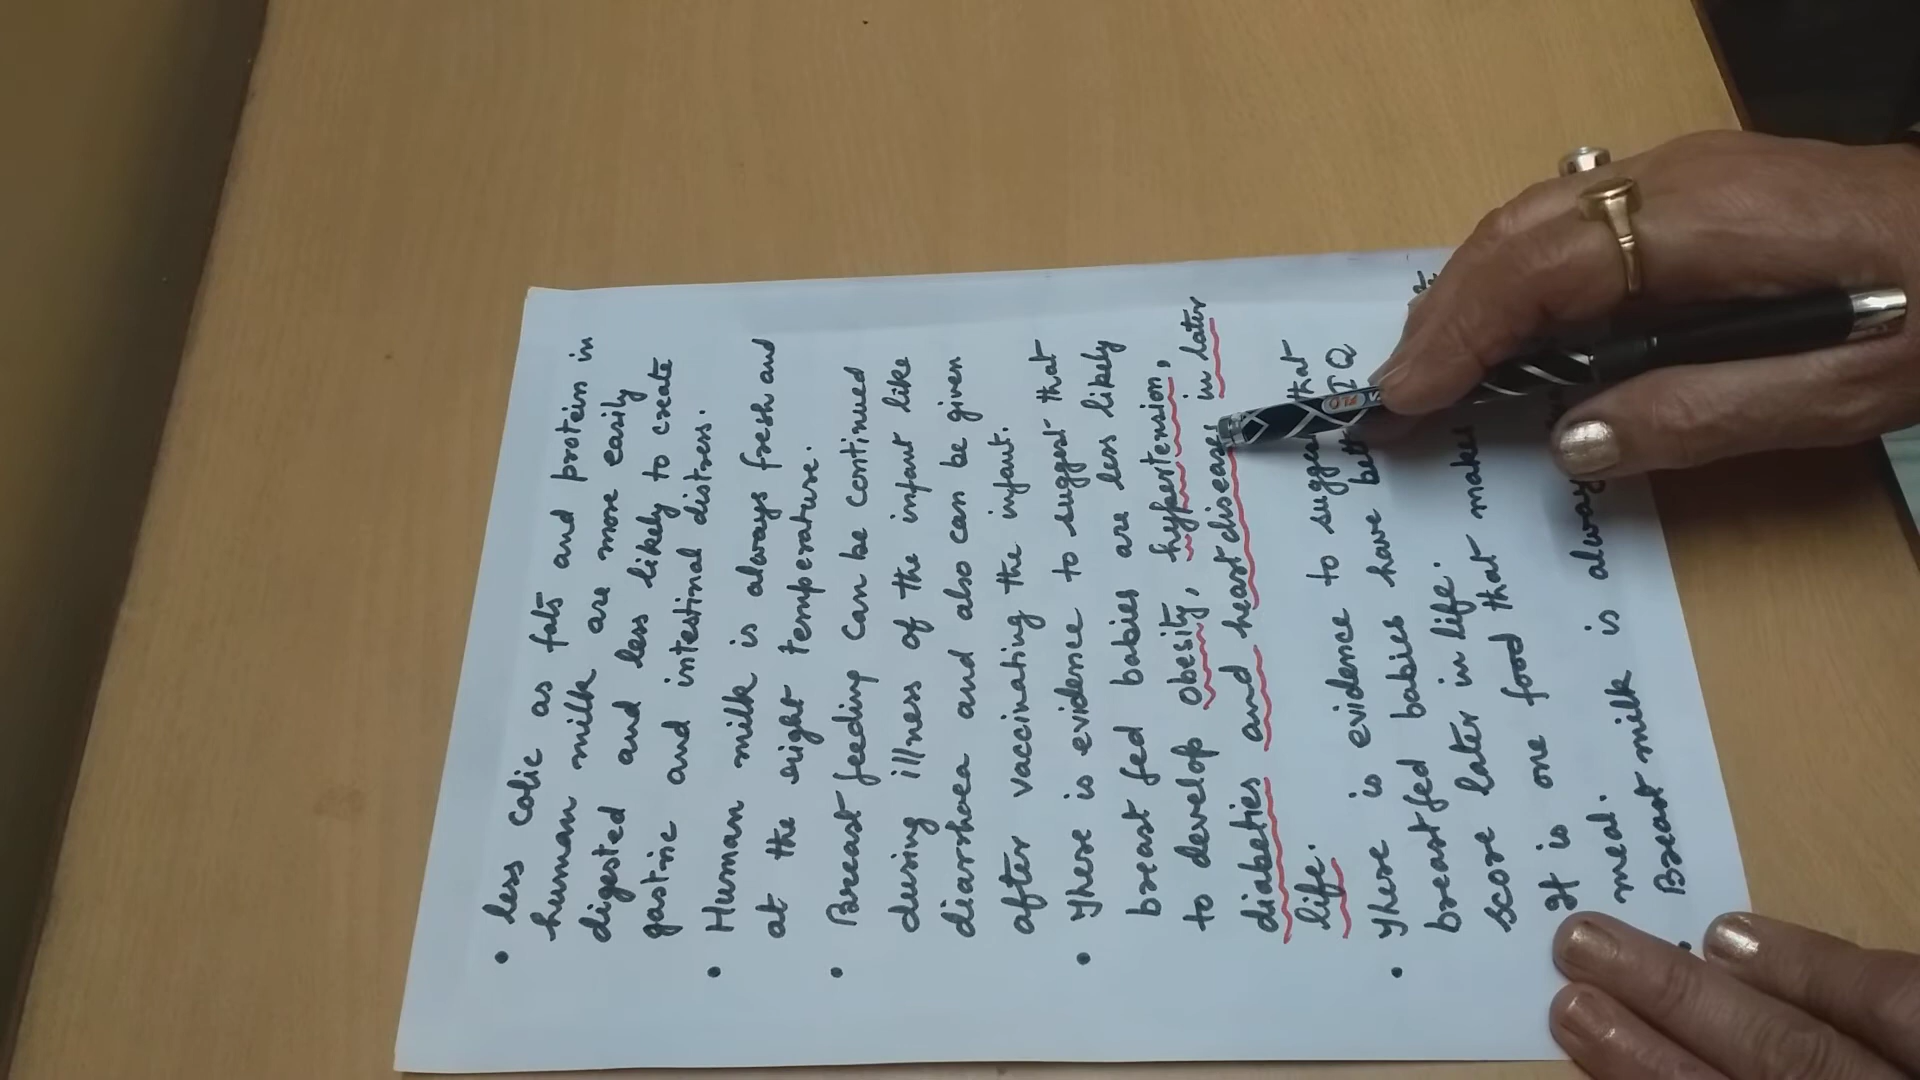 • less colic as fats and protein in
human milk are more easily
digested and less likely to create
gastric and intestinal distress.
• Human milk is always fresh and
at the right temperature.
• Breast feeding can be continued
during illness of the infant like
diarrhoea and also can be given
after vaccinating the infant.
• There is evidence to suggest that
breast fed babies are less likely
to develop obesity, hypertension,
diabeties and heart disease, in later
life.
• There is evidence to suggest that
breastfed babies have IQ
score later in life.
It is one food that makes
meal.
• Breast milk is always